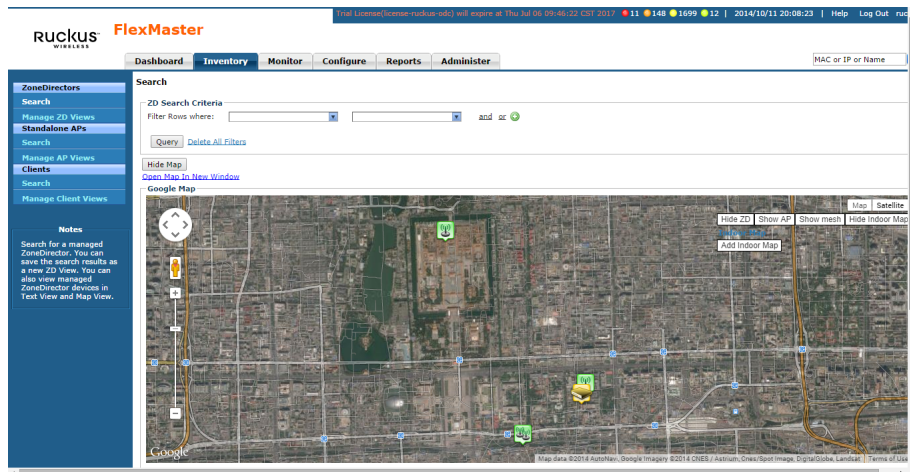 Trial License(license-ruckus-odc) will expire at Thu Jul 06 09:46:22 CST 2017 11 148 1699 12 | 2014/10/11 20:08:23 | Help Log Out ruc
RUCKUS
WIRELESS
FlexMaster
Dashboard Inventory Monitor Configure Reports Administer
MAC or IP or Name
ZoneDirectors
Search
Manage ZD Views
Standalone APs
Search
Manage AP Views
Clients
Search
Manage Client Views
Notes
Search for a managed
ZoneDirector. You can
save the search results as
a new ZD View. You can
also view managed
ZoneDirector devices in
Text View and Map View.
Search
ZD Search Criteria
Filter Rows where:
and or
Query Delete All Filters
Hide Map
Open Map In New Window
Google Map
Map Satellite
Hide ZD Show AP Show mesh Hide Indoor Map
Add Indoor Map
Google
Map data ©2014 AutoNavi, Google Imagery ©2014 CNES / Astrium, Cnes/Spot Image, DigitalGlobe, Landsat Terms of Use